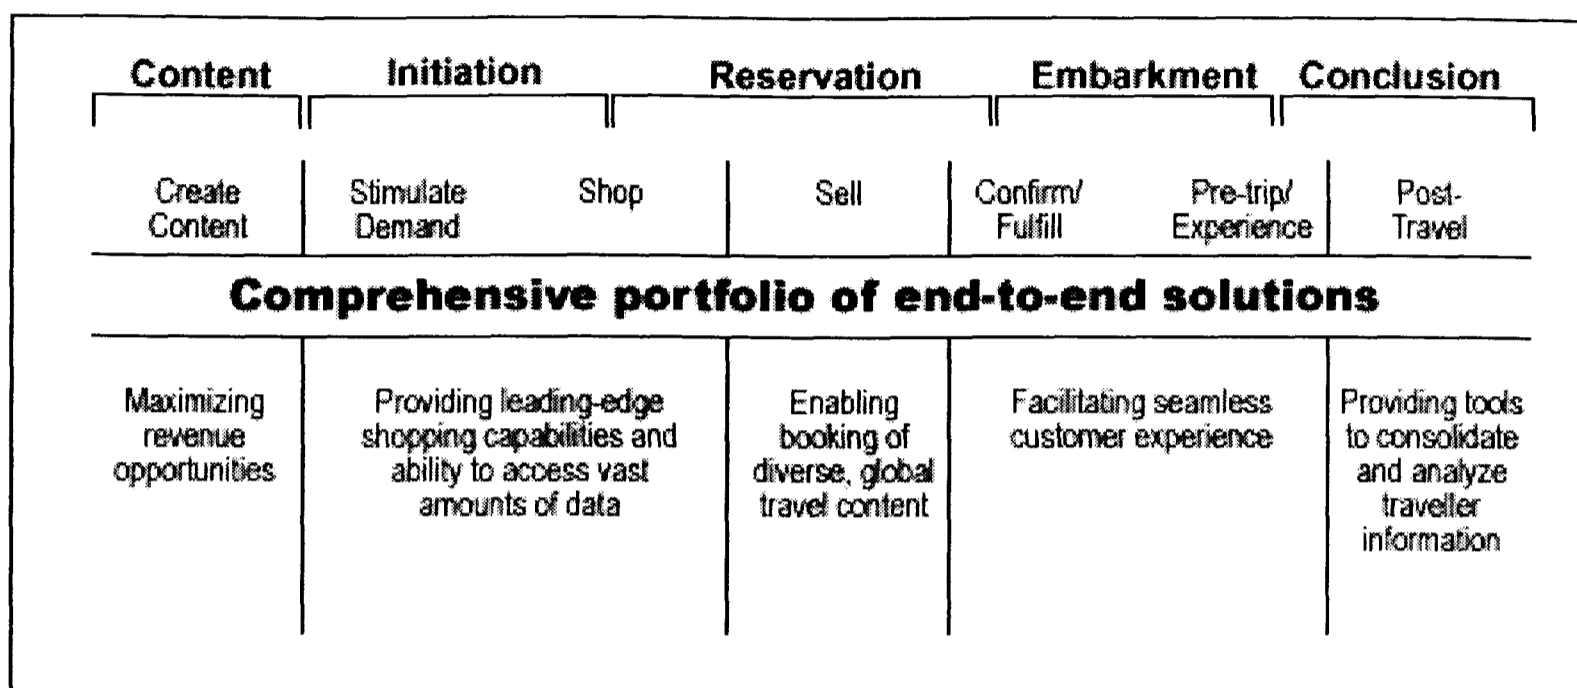 Content Initiation Reservation Embarkment Conclusion
Create
Content
Stimulate
Demand
Shop
Sell
Confirm/
Fulfill
Pre-trip/
Experience
Post-
Travel
Comprehensive portfolio of end-to-end solutions
Maximizing
revenue
opportunities
Providing leading-edge
shopping capabilities and
ability to access vast
amounts of data
Enabling
booking of
diverse, global
travel content
Facilitating seamless
customer experience
Providing tools
to consolidate
and analyze
traveller
information